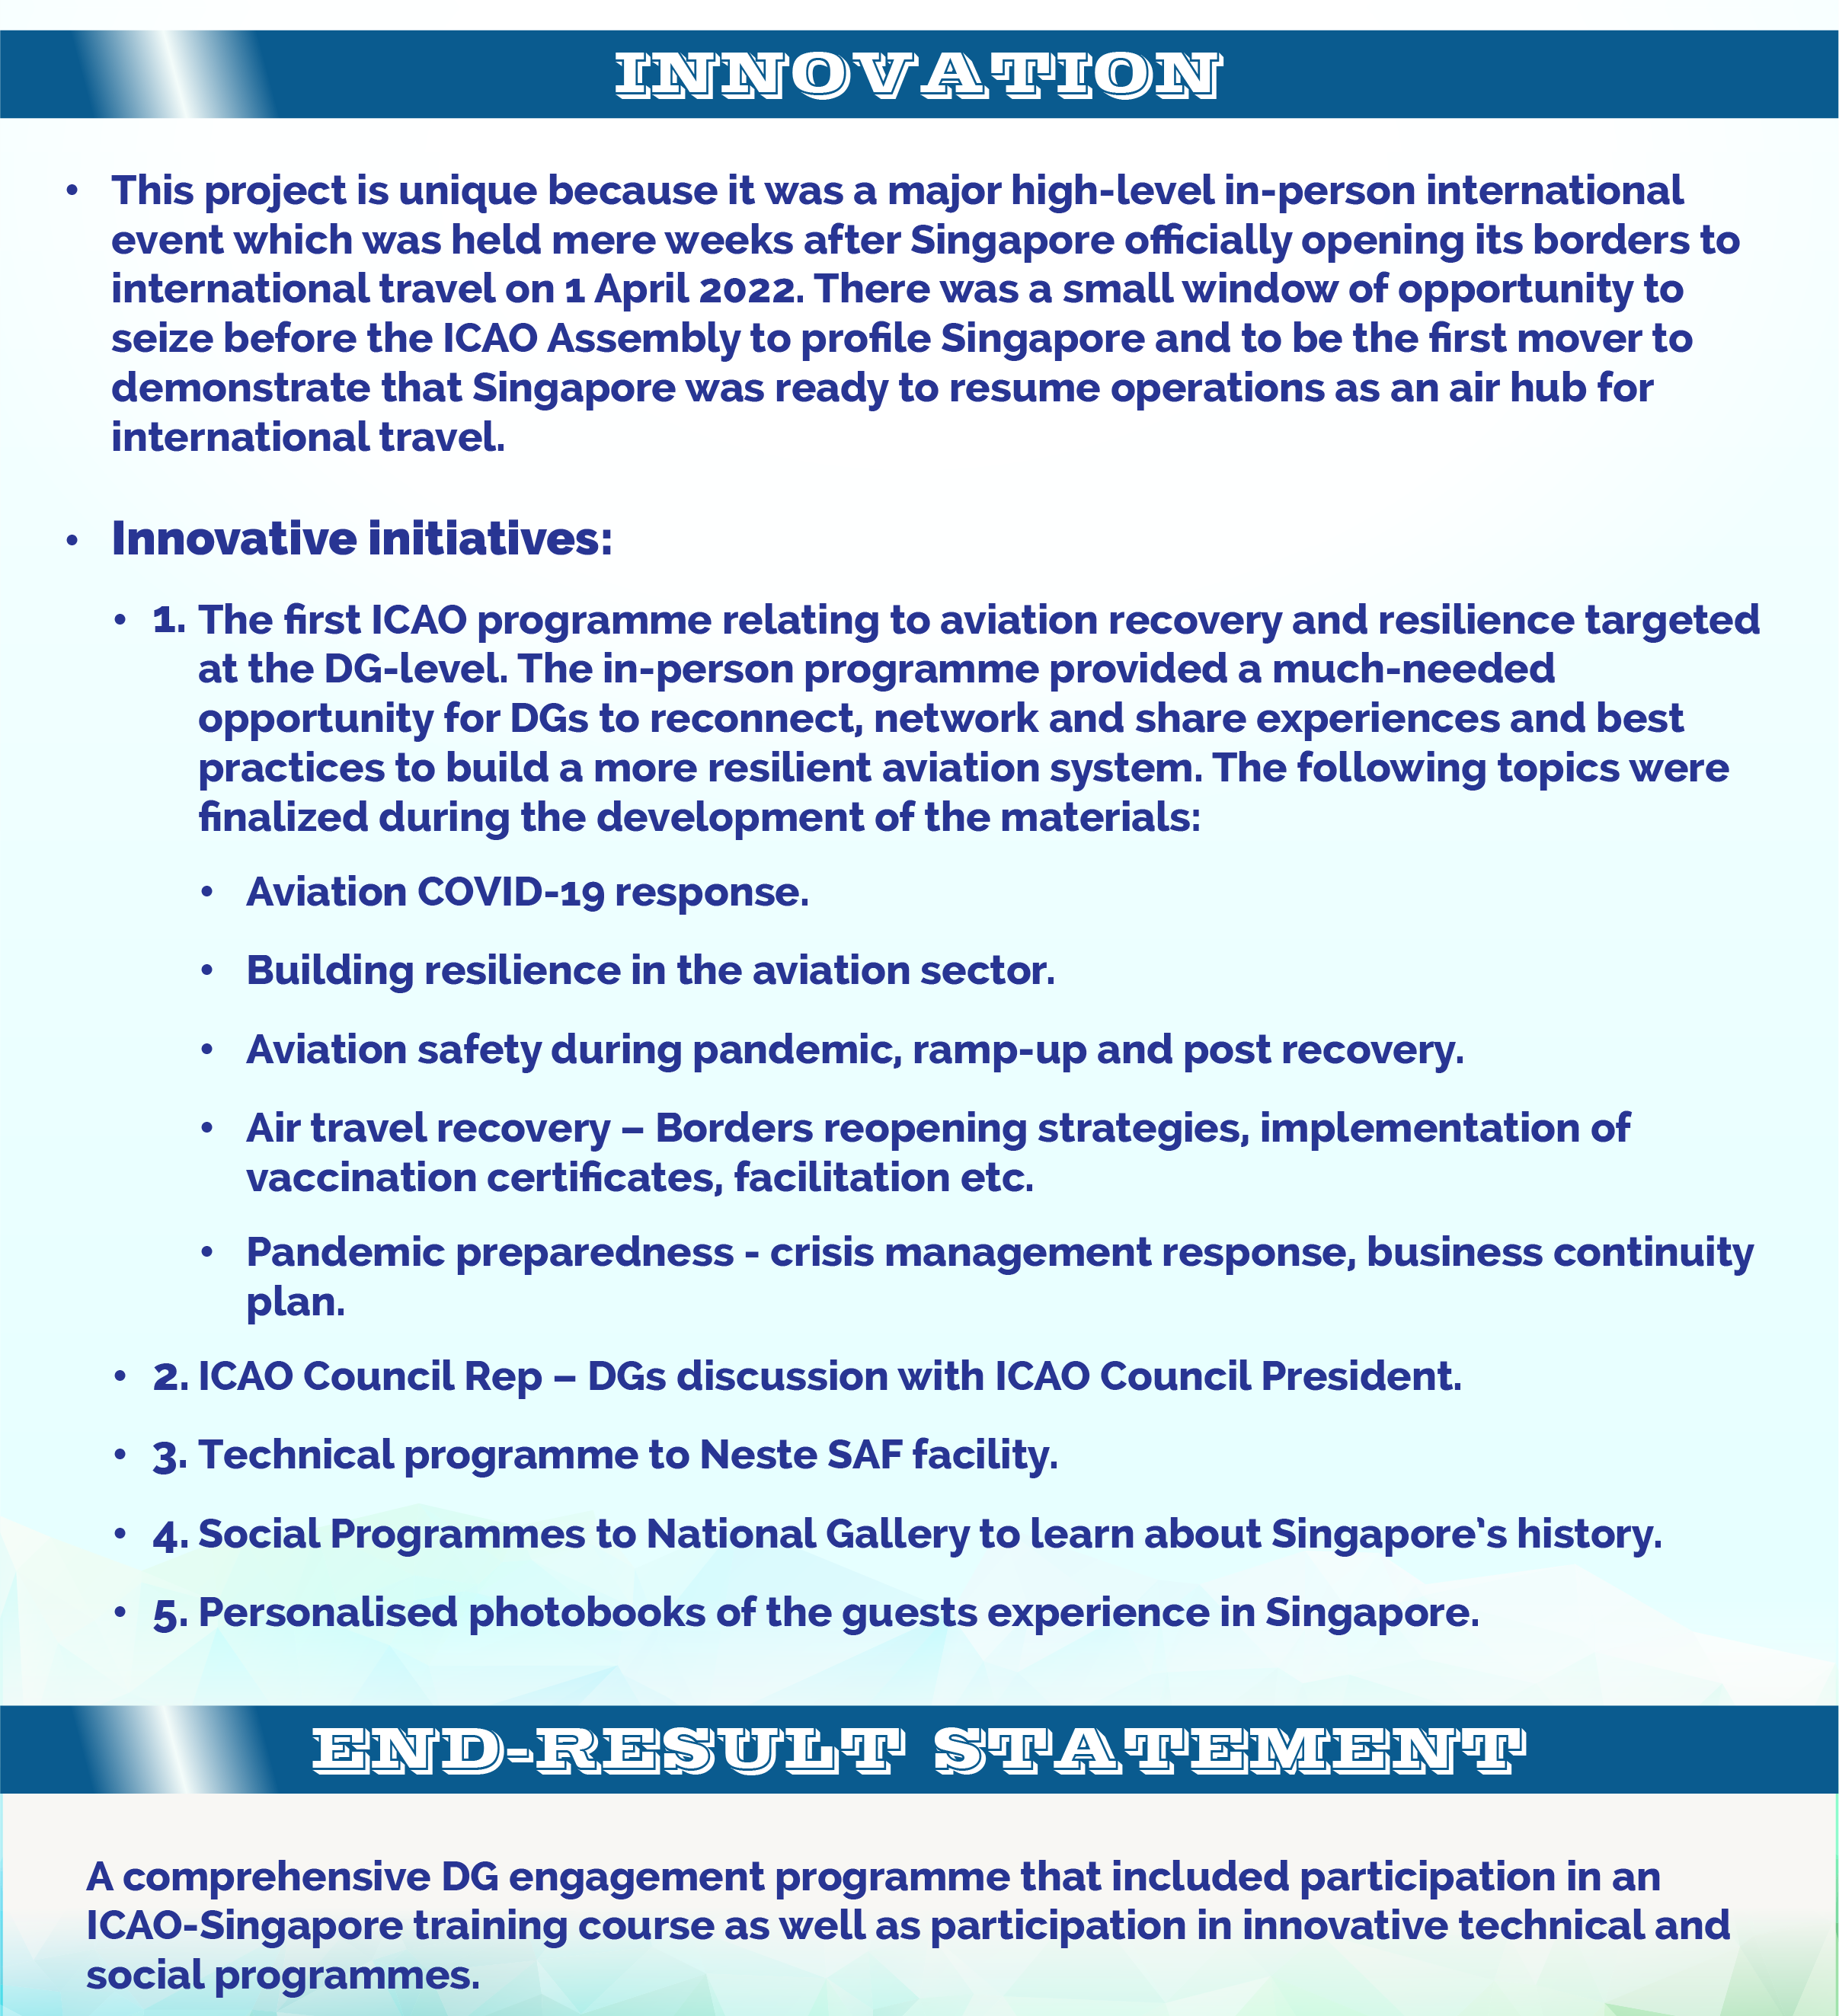 INNOVATION
• This project is unique because it was a major high-level in-person international
event which was held mere weeks after Singapore officially opening its borders to
international travel on 1 April 2022. There was a small window of opportunity to
seize before the ICAO Assembly to profile Singapore and to be the first mover to
demonstrate that Singapore was ready to resume operations as an air hub for
international travel.
• Innovative initiatives:
• 1. The first ICAO programme relating to aviation recovery and resilience targeted
at the DG-level. The in-person programme provided a much-needed
opportunity for DGs to reconnect, network and share experiences and best
practices to build a more resilient aviation system. The following topics were
finalized during the development of the materials:
• Aviation COVID-19 response.
• Building resilience in the aviation sector.
• Aviation safety during pandemic, ramp-up and post recovery.
• Air travel recovery – Borders reopening strategies, implementation of
vaccination certificates, facilitation etc.
• Pandemic preparedness - crisis management response, business continuity
plan.
• 2. ICAO Council Rep – DGs discussion with ICAO Council President.
• 3. Technical programme to Neste SAF facility.
• 4. Social Programmes to National Gallery to learn about Singapore's history.
• 5. Personalised photobooks of the guests experience in Singapore.
END-RESULT STATEMENT
A comprehensive DG engagement programme that included participation in an
ICAO-Singapore training course as well as participation in innovative technical and
social programmes.